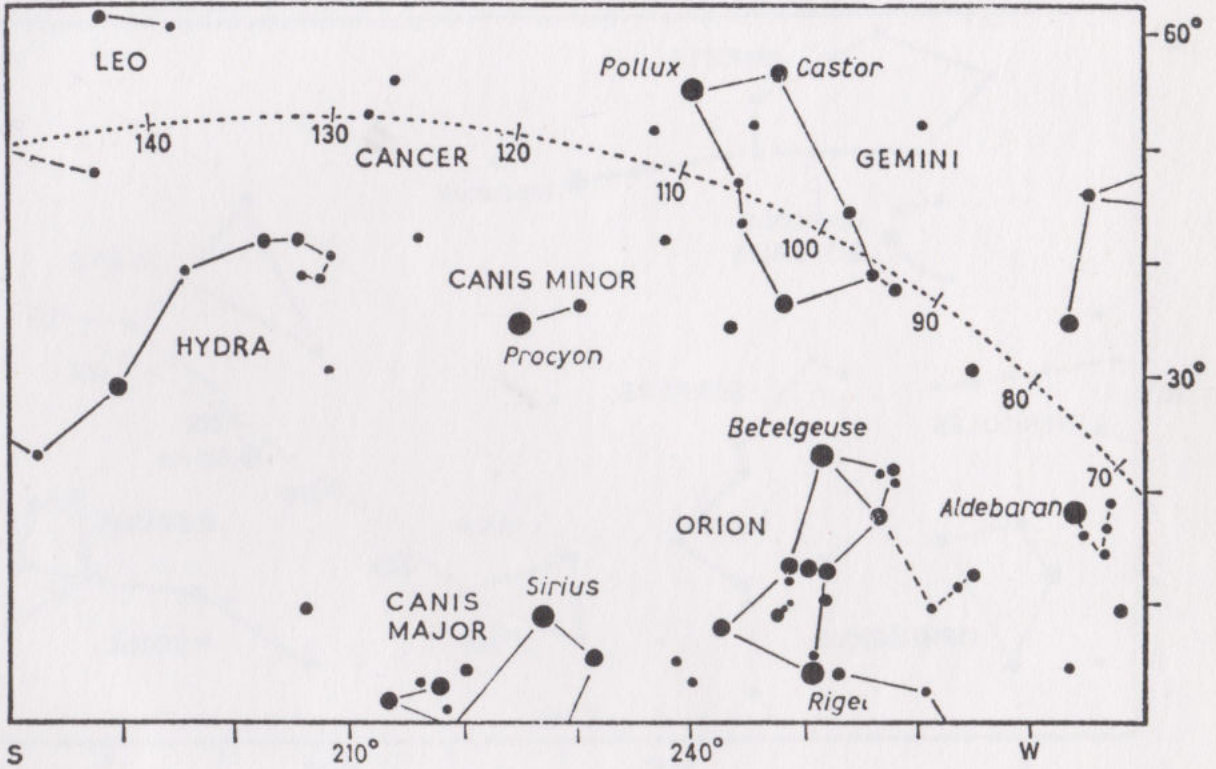 60°
LEO
Pollux
Castor
140
130
CANCER
120
110
GEMINI
100
CANIS MINOR
90
HYDRA
Procyon
30°
80
Betelgeuse
70
Aldebaran
ORION
Sirius
CANIS
MAJOR
Rigel
S
210°
240°
W